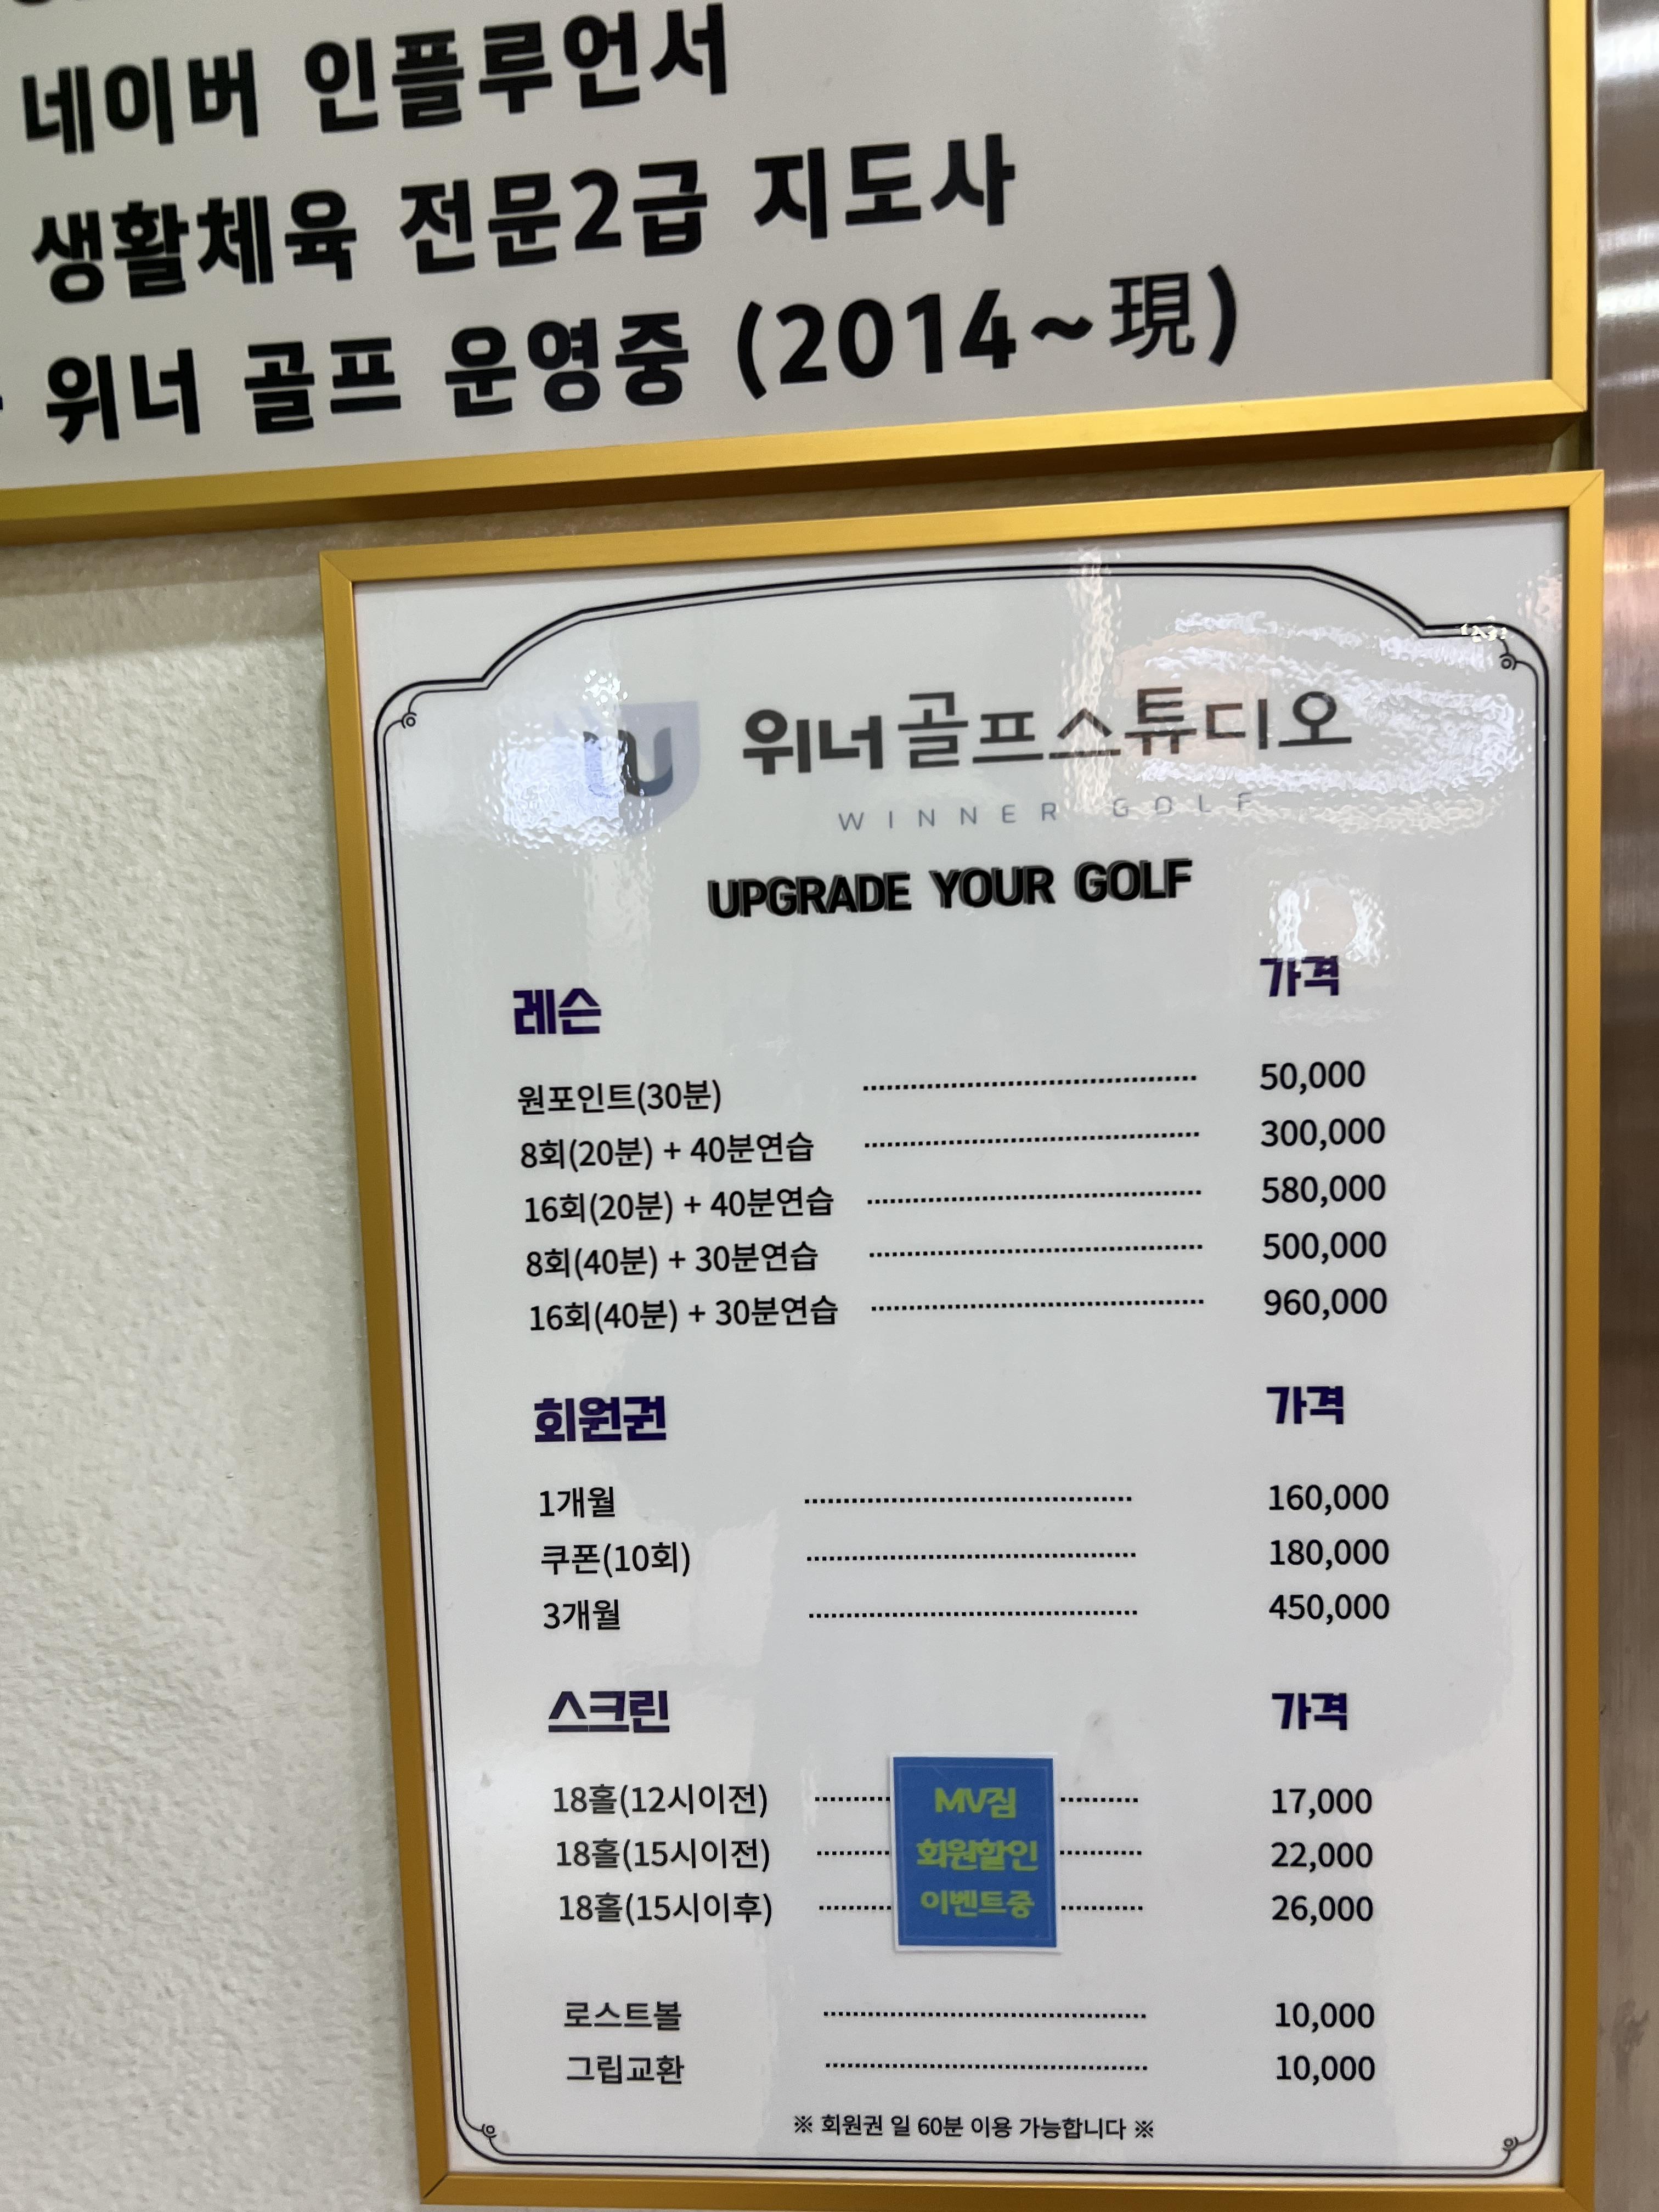 네이버 인플루언서
생활체육 전문2급 지도사
위너 골프 운영중 (2014~現)
위너골프스튜디오
WINNER GOLF
UPGRADE YOUR GOLF
레슨 가격
원포인트(30분) 50,000
8회(20분) + 40분연습 300,000
16회(20분) + 40분연습 580,000
8회(40분) + 30분연습 500,000
16회(40분) + 30분연습 960,000
회원권 가격
1개월 160,000
쿠폰(10회) 180,000
3개월 450,000
스크린 가격
18홀(12시이전) 17,000
18홀(15시이전) 22,000
18홀(15시이후) 26,000
MV짐
회원할인
이벤트중
로스트볼 10,000
그립교환 10,000
※ 회원권 일 60분 이용 가능합니다 ※